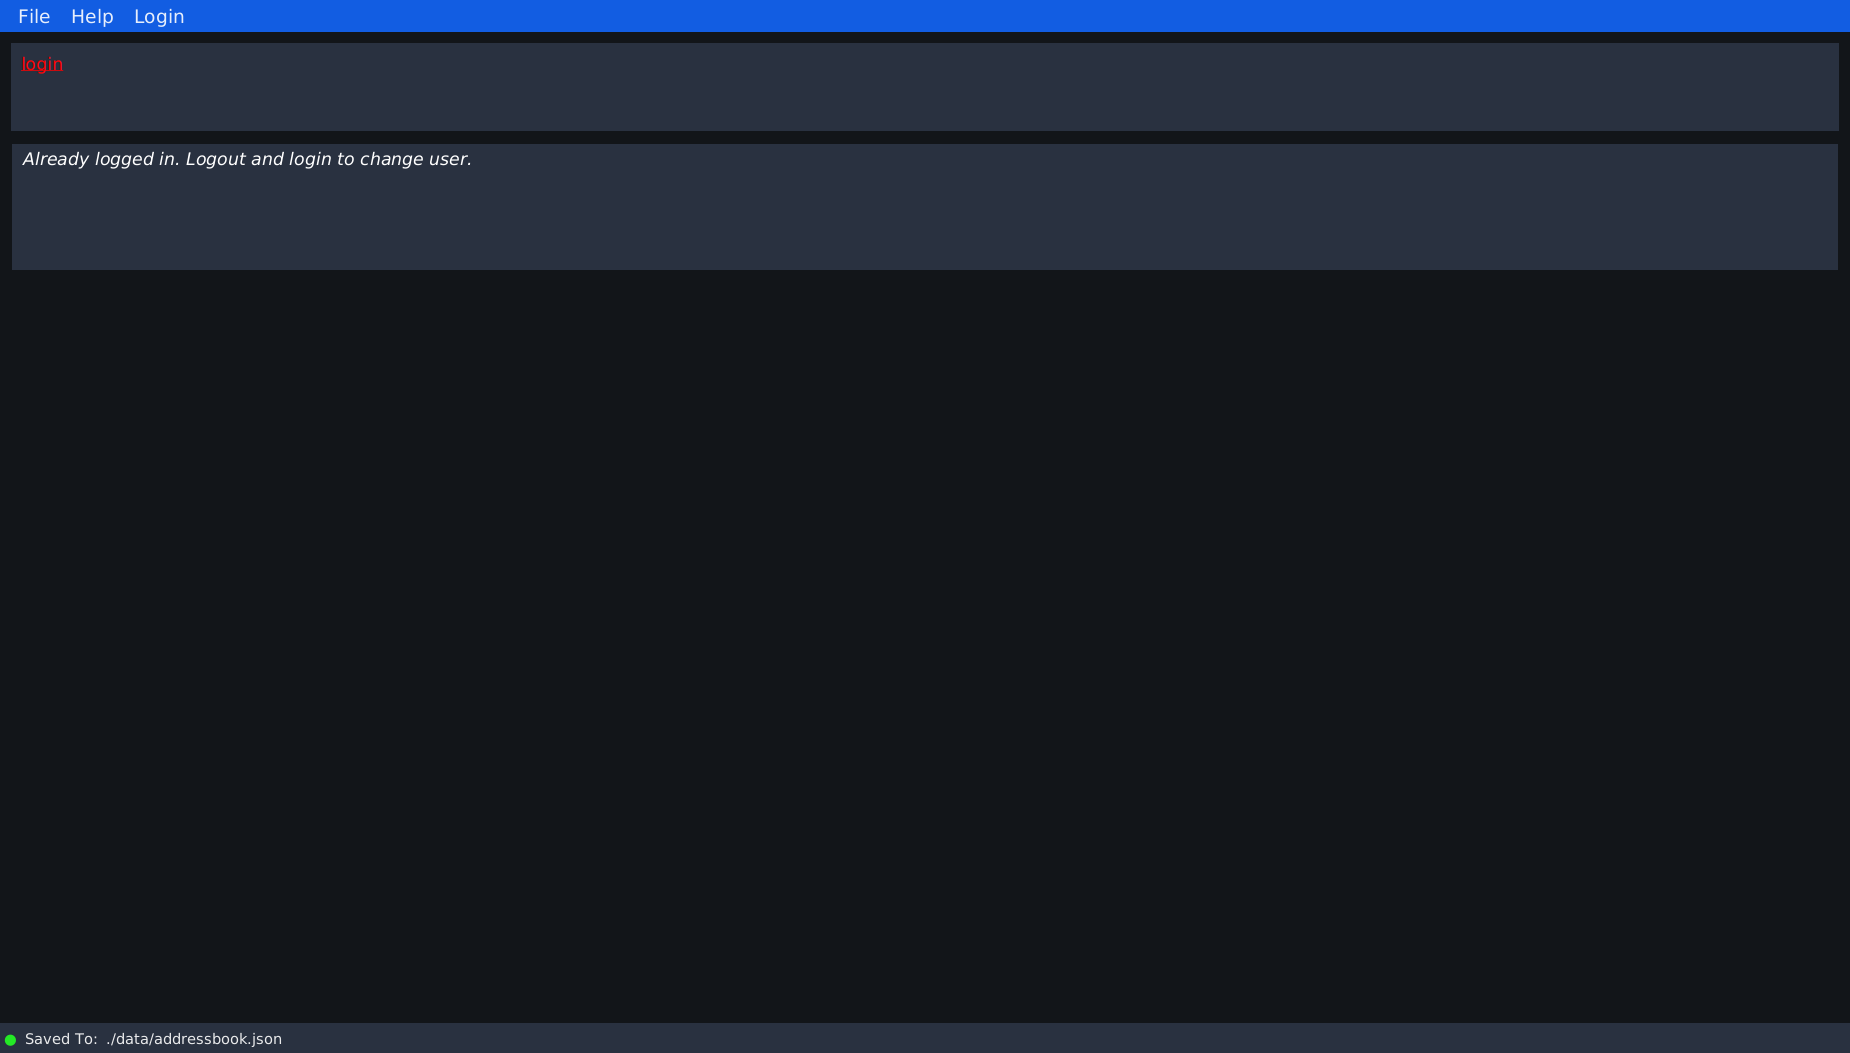 File Help Login
login
Already logged in. Logout and login to change user.
Saved To: ./data/addressbook.json